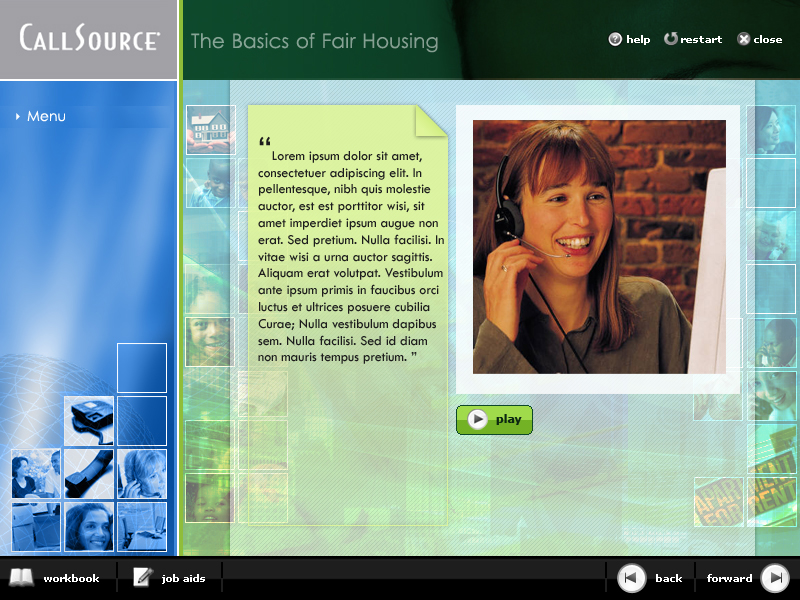 CALLSOURCE
The Basics of Fair Housing
help restart close
Menu
“
Lorem ipsum dolor sit amet,
consectetuer adipiscing elit. In
pellentesque, nibh quis molestie
auctor, est est porttitor wisi, sit
amet imperdiet ipsum augue non
erat. Sed pretium. Nulla facilisi. In
vitae wisi a urna auctor sagittis.
Aliquam erat volutpat. Vestibulum
ante ipsum primis in faucibus orci
luctus et ultrices posuere cubilia
Curae; Nulla vestibulum dapibus
sem. Nulla facilisi. Sed id diam
non mauris tempus pretium. ”
play
APARTMENT
FOR RENT
workbook job aids back forward